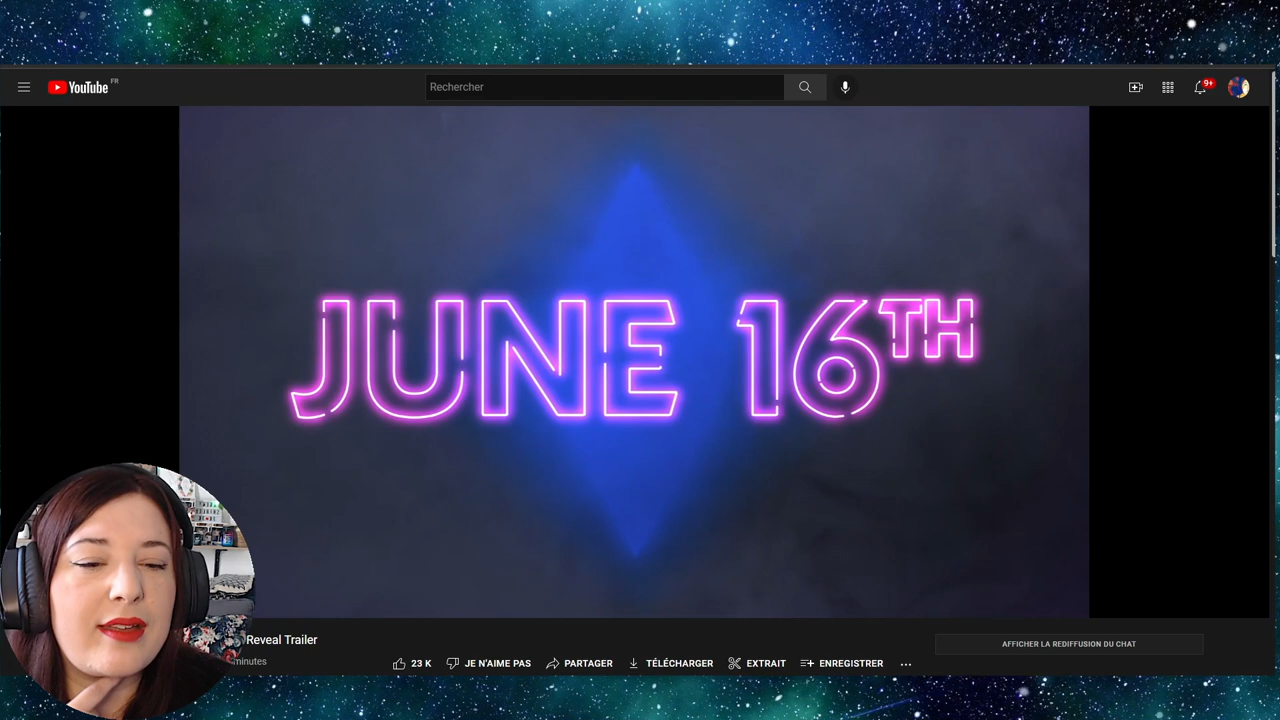 YouTube FR
Rechercher
9+
JUNE 16TH
Reveal Trailer
minutes
23 K
JE N'AIME PAS
PARTAGER
TÉLÉCHARGER
EXTRAIT
ENREGISTRER
AFFICHER LA REDIFFUSION DU CHAT